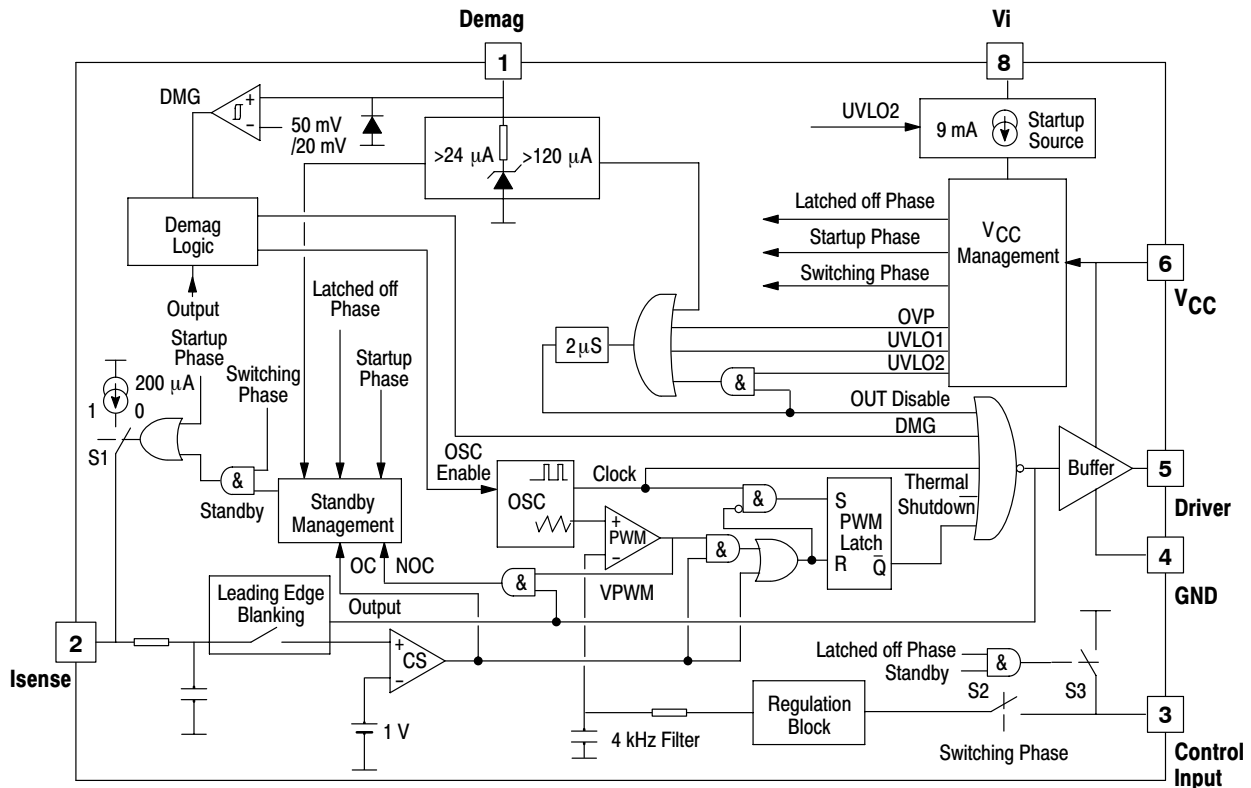 Demag
Vi
1
8
DMG
+
–
50 mV
/20 mV
>24 μA
>120 μA
UVLO2
9 mA
Startup
Source
Demag
Logic
Latched off Phase
Startup Phase
Switching Phase
VCC
Management
6
VCC
Output
Startup
Phase
Latched off
Phase
Startup
Phase
Switching
Phase
200 μA
1
0
S1
2 μS
OVP
UVLO1
UVLO2
&
OUT Disable
DMG
OSC
Enable
Clock
OSC
&
Standby
Standby
Management
OC
NOC
+
PWM
–
&
&
VPWM
&
S
PWM
Latch
R
Q
Thermal
Shutdown
Buffer
5
Driver
4
GND
Leading Edge
Blanking
Output
2
Isense
+
CS
–
1 V
4 kHz Filter
Regulation
Block
Latched off Phase
Standby
&
S2
S3
Switching Phase
3
Control
Input